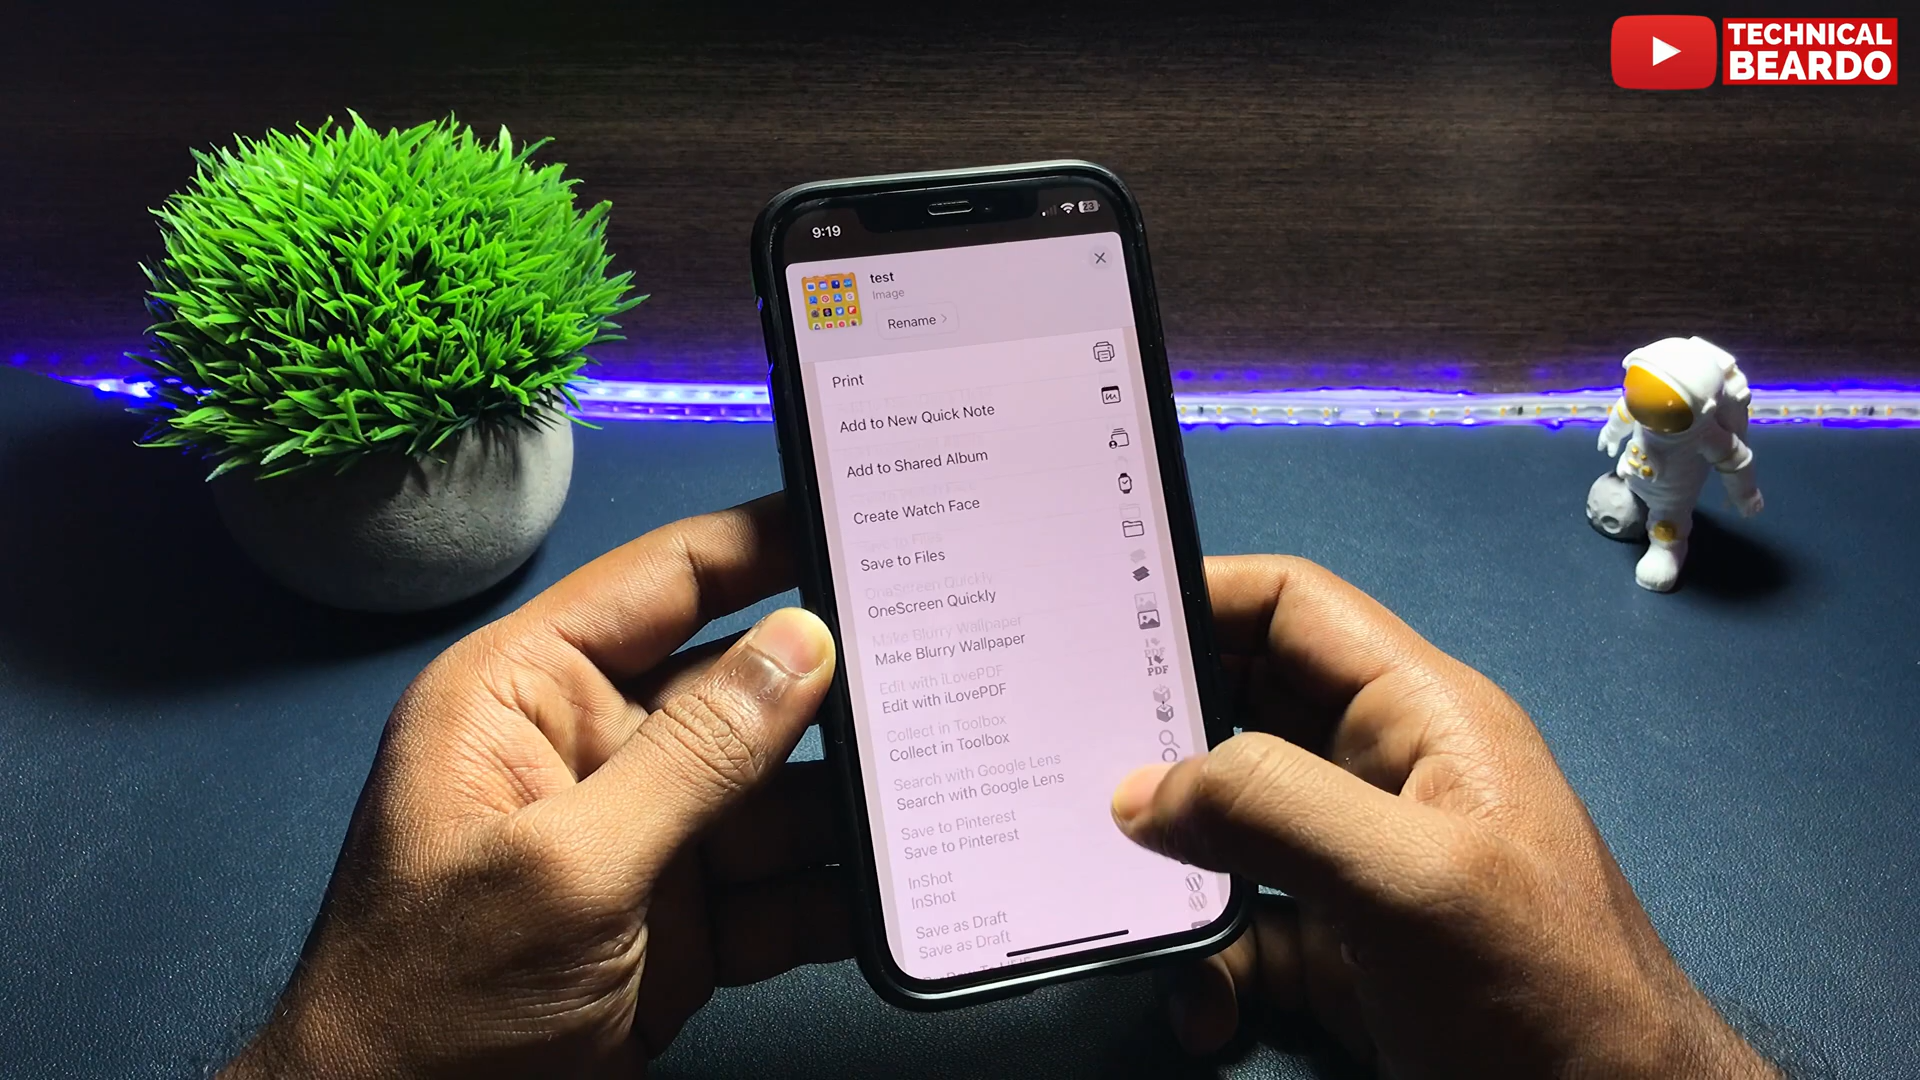 TECHNICAL
BEARDO
9:19
23
test
Image
Rename
Print
Add to New Quick Note
Add to Shared Album
Create Watch Face
Save to Files
OneScreen Quickly
Make Blurry Wallpaper
Edit with iLovePDF
Collect in Toolbox
Search with Google Lens
Save to Pinterest
InShot
Save as Draft